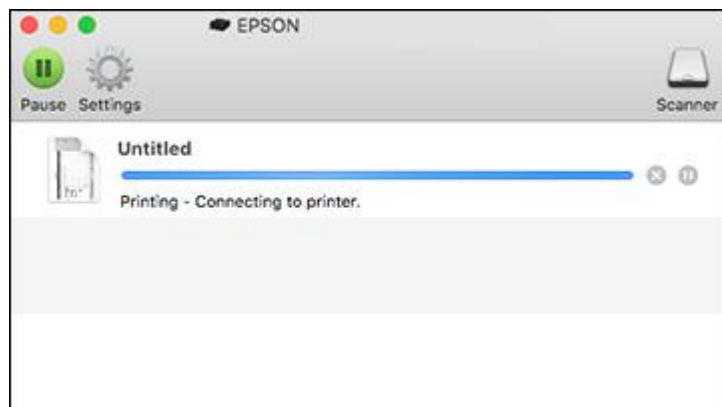 EPSON
Pause Settings
Scanner
Untitled
Printing - Connecting to printer.